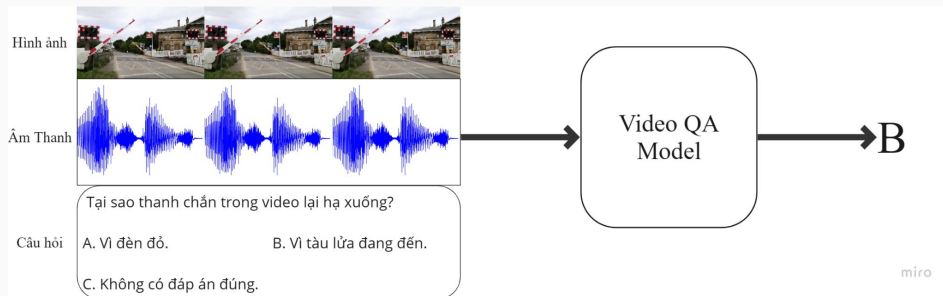 Hình ảnh
Âm Thanh
Câu hỏi
Tại sao thanh chắn trong video lại hạ xuống?
A. Vì đèn đỏ.
B. Vì tàu lửa đang đến.
C. Không có đáp án đúng.
Video QA
Model
B
miro